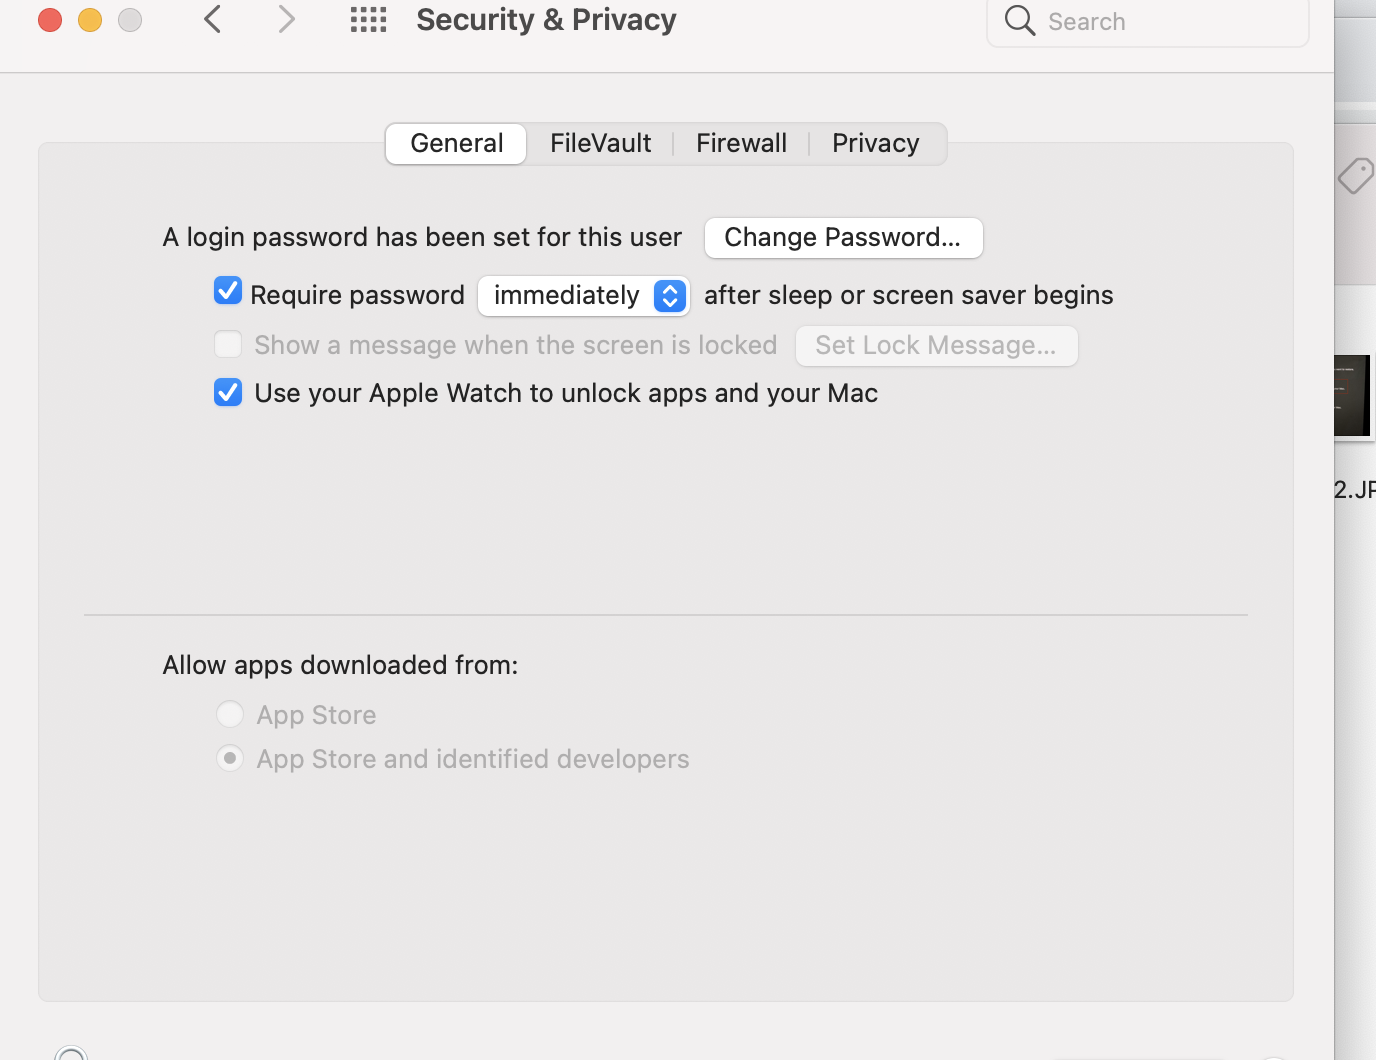 Security & Privacy
Search
General
FileVault
Firewall
Privacy
A login password has been set for this user
Change Password...
Require password
immediately
after sleep or screen saver begins
Show a message when the screen is locked
Set Lock Message...
Use your Apple Watch to unlock apps and your Mac
2.JP
Allow apps downloaded from:
App Store
App Store and identified developers